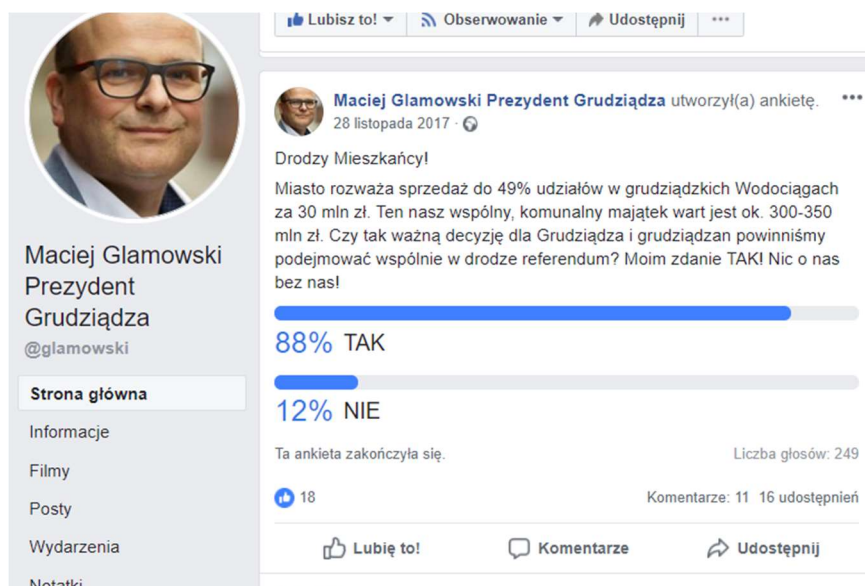 Lubisz to!
Obserwowanie
Udostępnij
Maciej Glamowski
Prezydent
Grudziądza
@glamowski
Strona główna
Informacje
Filmy
Posty
Wydarzenia
Notatki
Maciej Glamowski Prezydent Grudziądza utworzył(a) ankietę.
28 listopada 2017
Drodzy Mieszkańcy!
Miasto rozważa sprzedaż do 49% udziałów w grudziądzkich Wodociągach
za 30 mln zł. Ten nasz wspólny, komunalny majątek wart jest ok. 300-350
mln zł. Czy tak ważną decyzję dla Grudziądza i grudziądzan powinniśmy
podejmować wspólnie w drodze referendum? Moim zdanie TAK! Nic o nas
bez nas!
88% TAK
12% NIE
Ta ankieta zakończyła się.
Liczba głosów: 249
18
Komentarze: 11 16 udostępnień
Lubię to!
Komentarze
Udostępnij